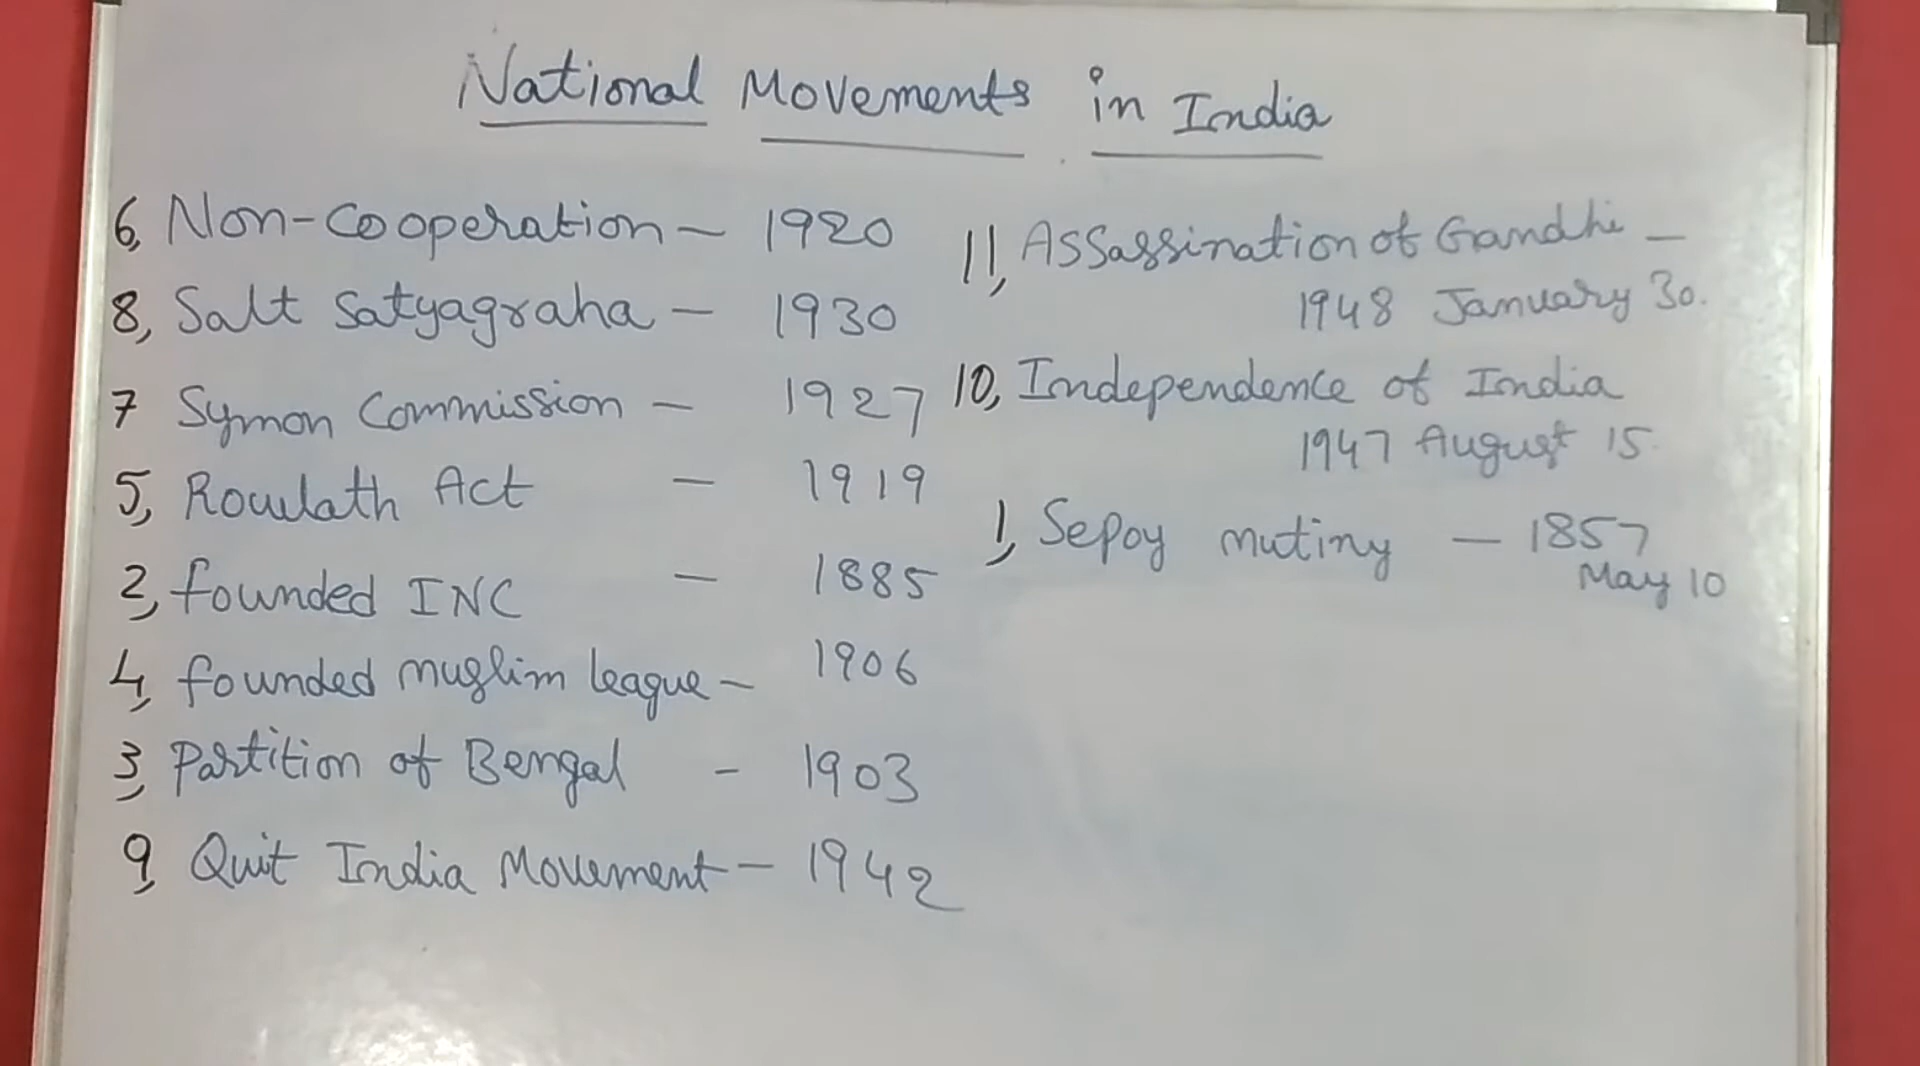 National Movements in India
6, Non-Cooperation - 1920
8, Salt Satyagraha - 1930
7 Symon Commission - 1927
5, Rowlath Act - 1919
2, founded INC - 1885
4, founded muslim league - 1906
3, Partition of Bengal - 1903
9, Quit India Movement - 1942
11, Assassination of Gandhi -
1948 January 30.
10, Independence of India
1947 August 15
1, Sepoy mutiny - 1857
May 10